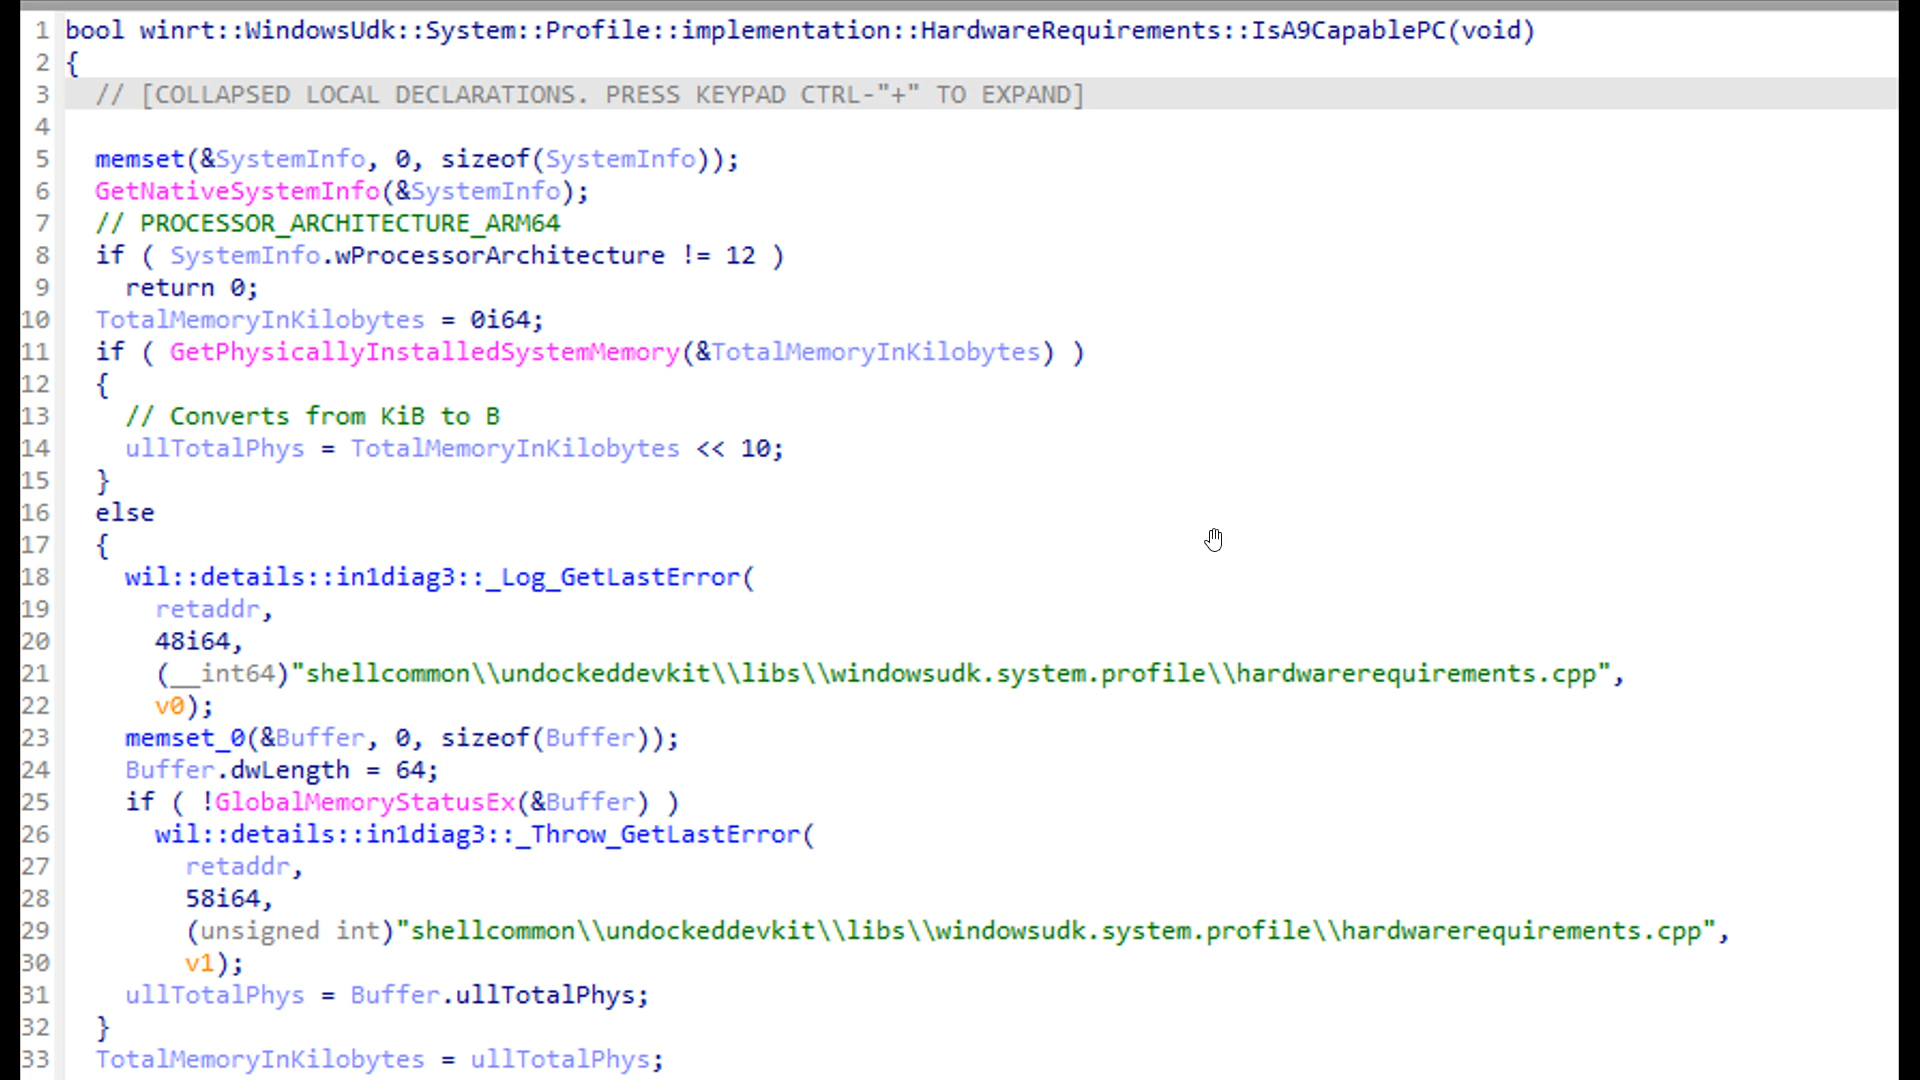 1 bool winrt::WindowsUdk::System::Profile::implementation::HardwareRequirements::IsA9CapablePC(void)
2 {
3   // [COLLAPSED LOCAL DECLARATIONS. PRESS KEYPAD CTRL-"+" TO EXPAND]
4
5   memset(&SystemInfo, 0, sizeof(SystemInfo));
6   GetNativeSystemInfo(&SystemInfo);
7   // PROCESSOR_ARCHITECTURE_ARM64
8   if ( SystemInfo.wProcessorArchitecture != 12 )
9     return 0;
10   TotalMemoryInKilobytes = 0i64;
11   if ( GetPhysicallyInstalledSystemMemory(&TotalMemoryInKilobytes) )
12   {
13     // Converts from KiB to B
14     ullTotalPhys = TotalMemoryInKilobytes << 10;
15   }
16   else
17   {
18     wil::details::in1diag3::_Log_GetLastError(
19       retaddr,
20       48i64,
21       (__int64)"shellcommon\\undockeddevkit\\libs\\windowsudk.system.profile\\hardwarerequirements.cpp",
22       v0);
23     memset_0(&Buffer, 0, sizeof(Buffer));
24     Buffer.dwLength = 64;
25     if ( !GlobalMemoryStatusEx(&Buffer) )
26       wil::details::in1diag3::_Throw_GetLastError(
27         retaddr,
28         58i64,
29         (unsigned int)"shellcommon\\undockeddevkit\\libs\\windowsudk.system.profile\\hardwarerequirements.cpp",
30         v1);
31     ullTotalPhys = Buffer.ullTotalPhys;
32   }
33   TotalMemoryInKilobytes = ullTotalPhys;